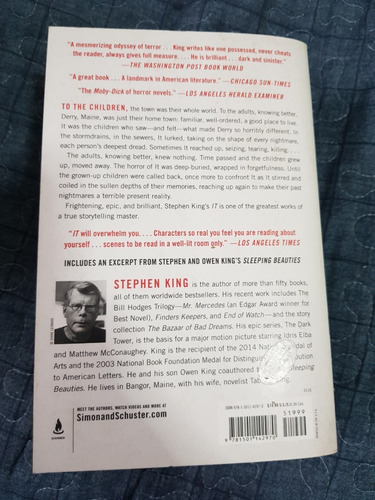 "A mesmerizing odyssey of terror . . . King writes like one possessed, never cheats
the reader, always gives full measure. . . . He is brilliant . . . dark and sinister."
—THE WASHINGTON POST BOOK WORLD
"A great book . . . A landmark in American literature." —CHICAGO SUN-TIMES
"The Moby-Dick of horror novels." —LOS ANGELES HERALD EXAMINER
TO THE CHILDREN, the town was their whole world. To the adults, knowing better,
Derry, Maine, was just their home town: familiar, well-ordered, a good place to live.
It was the children who saw—and felt—what made Derry so horribly different. In
the stormdrains, in the sewers, It lurked, taking on the shape of every nightmare,
each person's deepest dread. Sometimes It reached up, seizing, tearing, killing. . . .
The adults, knowing better, knew nothing. Time passed and the children grew
up, moved away. The horror of It was deep-buried, wrapped in forgetfulness. Until
the grown-up children were called back, once more to confront It as It stirred and
coiled in the sullen depths of their memories, reaching up again to make their past
nightmares a terrible present reality.
Frightening, epic, and brilliant, Stephen King's IT is one of the greatest works of
a true storytelling master.
"IT will overwhelm you. . . . Characters so real you feel you are reading about
yourself . . . scenes to be read in a well-lit room only." —LOS ANGELES TIMES
INCLUDES AN EXCERPT FROM STEPHEN AND OWEN KING'S SLEEPING BEAUTIES
STEPHEN KING is the author of more than fifty books,
all of them worldwide bestsellers. His recent work includes The
Bill Hodges Trilogy—Mr. Mercedes (an Edgar Award winner for
Best Novel), Finders Keepers, and End of Watch—and the story
collection The Bazaar of Bad Dreams. His epic series, The Dark
Tower, is the basis for a major motion picture starring Idris Elba
and Matthew McConaughey. King is the recipient of the 2014 National Medal of
Arts and the 2003 National Book Foundation Medal for Distinguished Contribution
to American Letters. He and his son Owen King coauthored Sleeping
Beauties. He lives in Bangor, Maine, with his wife, novelist Tabitha King.
MEET THE AUTHORS, WATCH VIDEOS AND MORE AT
SimonandSchuster.com
SCRIBNER
51999
9 781501 142970